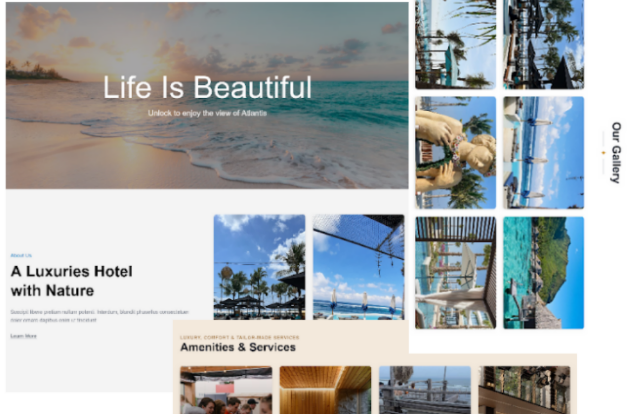 Life Is Beautiful
Unlock to enjoy the view of Atlantis
Our Gallery
About Us
A Luxuries Hotel
with Nature
Learn More
LUXURY, COMFORT & TAILOR-MADE SERVICES
Amenities & Services